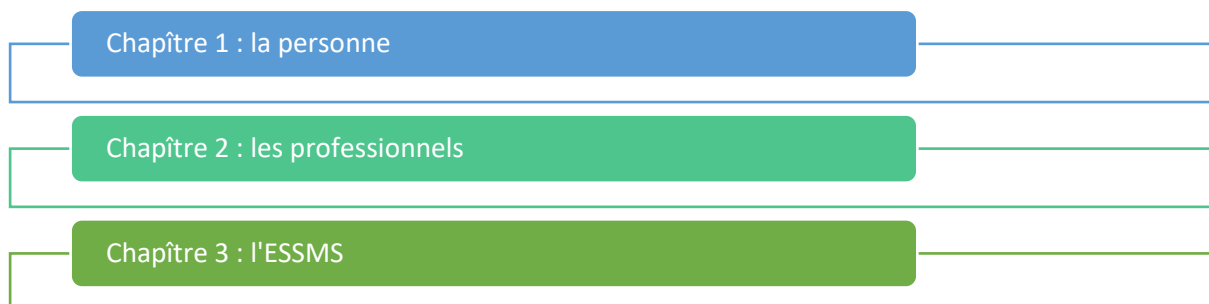 Chapître 1 : la personne
Chapître 2 : les professionnels
Chapître 3 : l'ESSMS